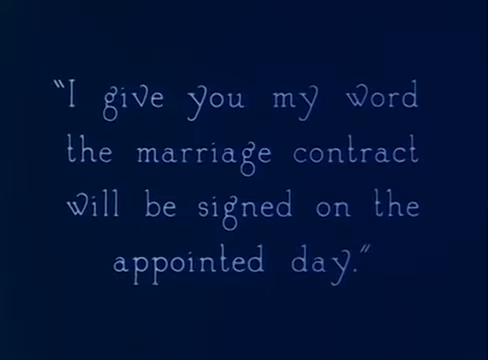 “I give you my word
the marriage contract
will be signed on the
appointed day.”